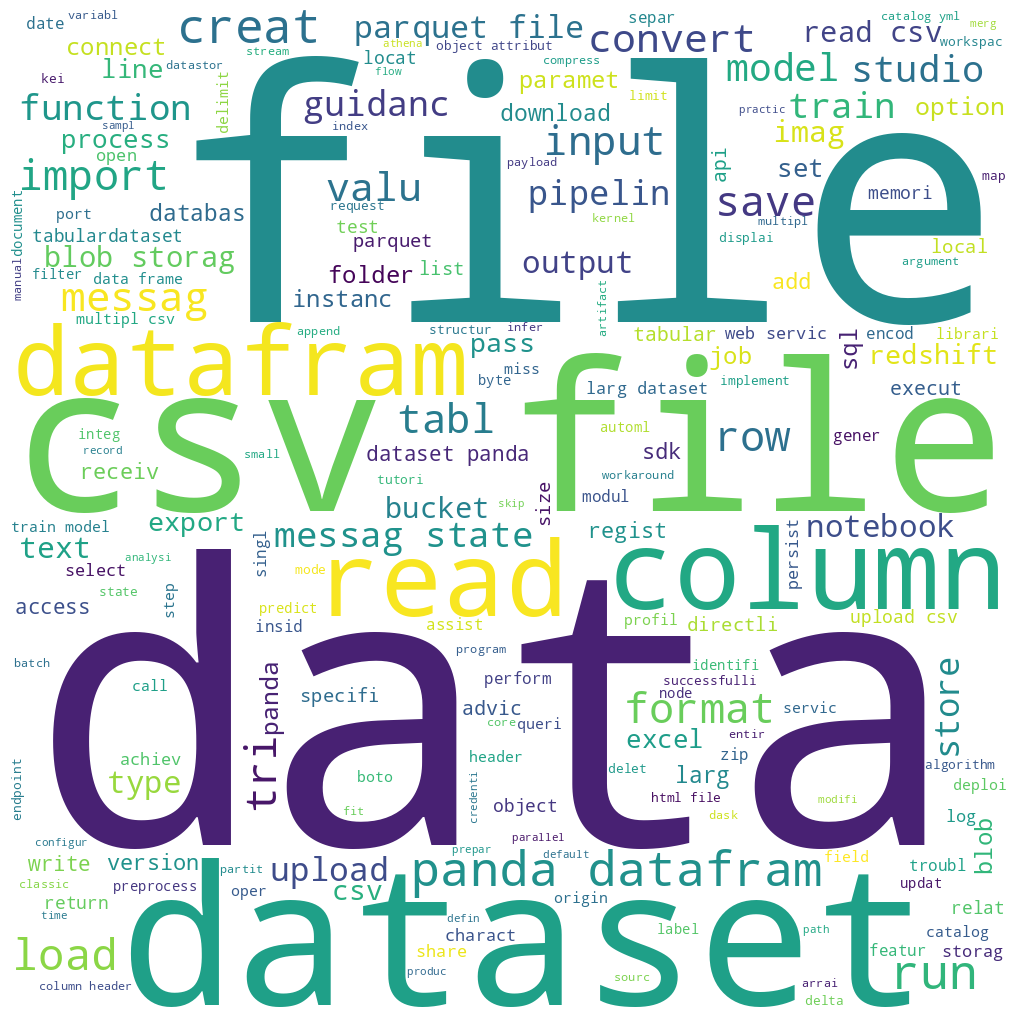 date
variabl
creat
parquet file
separ
catalog yml
merg
connect
stream
athena
object attribut
convert
read csv
workspac
line
datastor
locat
flow
compress
model
studio
kei
delimit
guidanc
paramet
limit
function
sampl
index
download
practic
train
option
process
open
file
input
payload
api
imag
import
valu
pipelin
set
memori
map
document
manual
port
databas
request
kernel
save
multipl
tabulardataset
test
parquet
displai
local
blob storag
folder
list
output
argument
filter
data frame
instanc
artifact
add
messag
multipl csv
append
structur
infer
tabular
web servic
encod
librari
datafram
pass
miss
job
sql
redshift
byte
larg dataset
implement
execut
csv file
tabl
integ
record
small
receiv
dataset panda
automl
sdk
row
gener
tutori
workaround
size
modul
bucket
skip
train model
export
text
analysi
singl
messag state
regist
persist
notebook
select
state
mode
read
column
access
step
predict
insid
assist
profil
directli
upload csv
batch
data
call
panda
program
perform
identifi
successfulli
node
specifi
advic
format
servic
store
core
queri
tri
achiev
type
header
excel
entir
zip
endpoint
boto
delet
larg
algorithm
deploi
credenti
object
html file
modifi
fit
dask
log
blob
configur
parallel
write
version
partit
prepar
default
field
troubl
classic
preprocess
upload
panda datafram
updat
return
oper
csv
origin
time
dataset
defin
charact
label
path
relat
catalog
load
share
featur
storag
column header
produc
sourc
run
arrai
delta